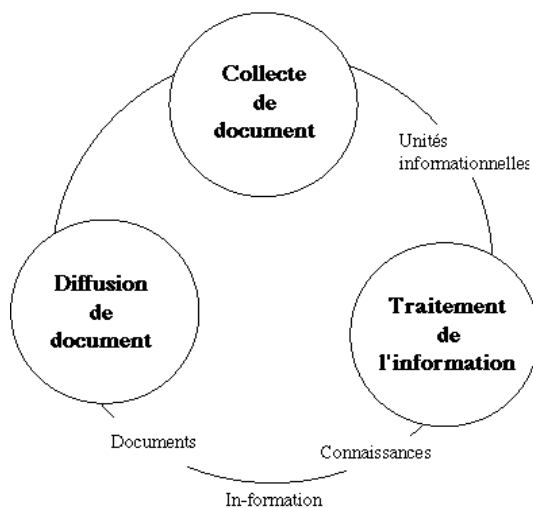 Collecte
de
document
Unités
informationnelles
Diffusion
de
document
Traitement
de
l'information
Documents
Connaissances
In-formation